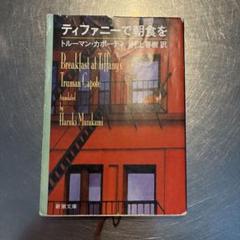 ティファニーで朝食を
トルーマン・カポーティ 村上春樹 訳
Breakfast at Tiffany's
Truman Capote
translated
by
Haruki Murakami
新潮文庫